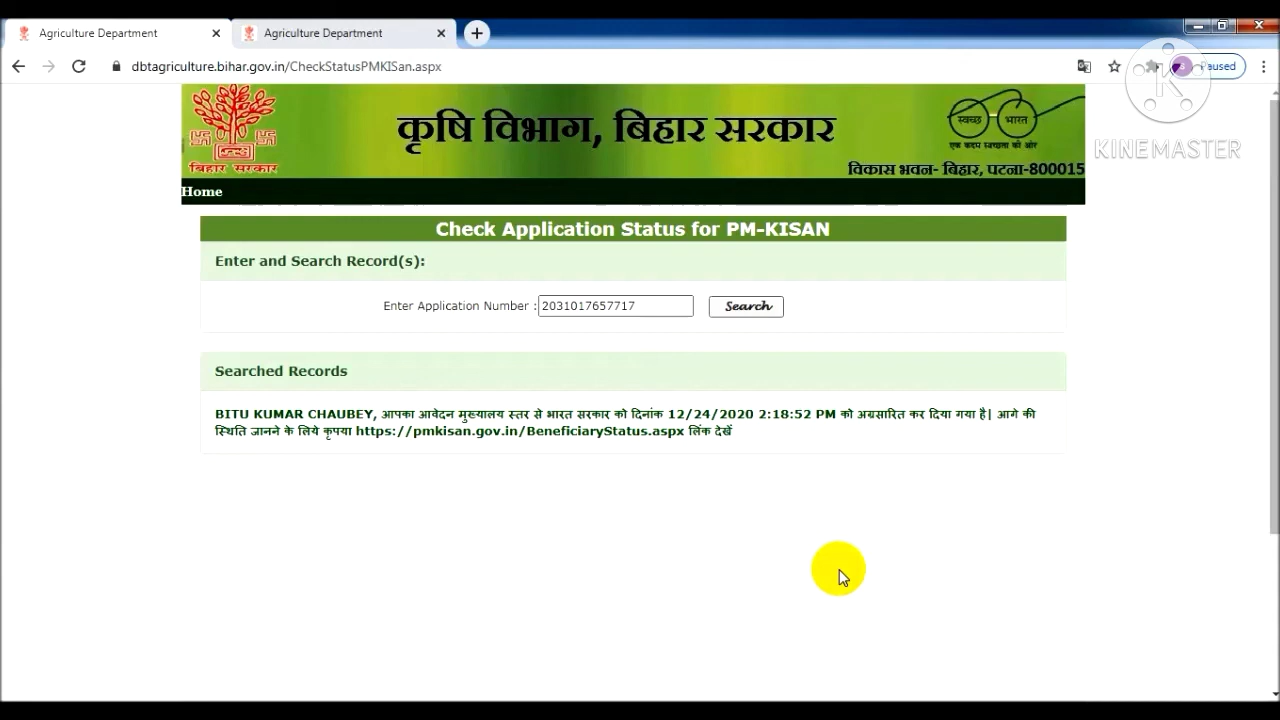 Agriculture Department
Agriculture Department
dbtagriculture.bihar.gov.in/CheckStatusPMKISan.aspx
Paused
KINEMASTER
बिहार सरकार
कृषि विभाग, बिहार सरकार
स्वच्छ भारत
एक कदम स्वच्छता की ओर
विकास भवन- बिहार, पटना-800015
Home
Check Application Status for PM-KISAN
Enter and Search Record(s):
Enter Application Number : 2031017657717 Search
Searched Records
BITU KUMAR CHAUBEY, आपका आवेदन मुख्यालय स्तर से भारत सरकार को दिनांक 12/24/2020 2:18:52 PM को अग्रसारित कर दिया गया है| आगे की
स्थिति जानने के लिये कृपया https://pmkisan.gov.in/BeneficiaryStatus.aspx लिंक देखें